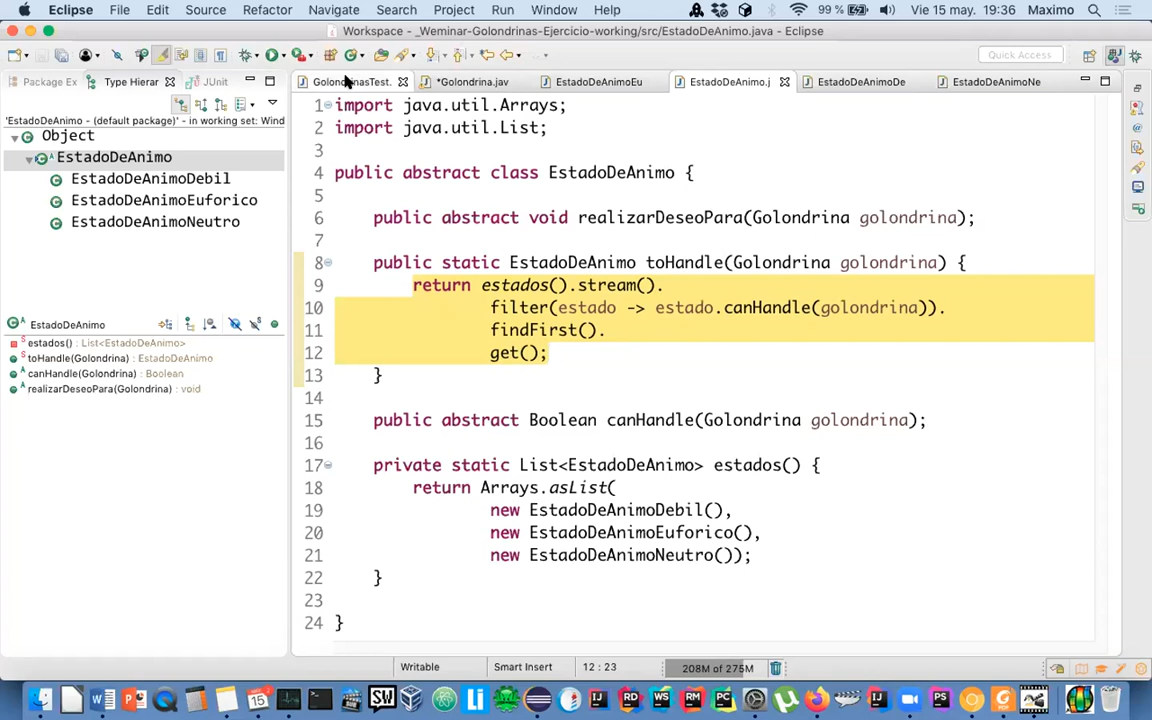 Eclipse File Edit Source Refactor Navigate Search Project Run Window Help 99 % Vie 15 may. 19:36 Maximo
Workspace - _Weminar-Golondrinas-Ejercicio-working/src/EstadoDeAnimo.java - Eclipse
Quick Access
Package Ex Type Hierar JUnit
GolondrinasTest. *Golondrina.jav EstadoDeAnimoEu EstadoDeAnimo.j EstadoDeAnimoDe EstadoDeAnimoNe
'EstadoDeAnimo - (default package)' - in working set: Wind
Object
EstadoDeAnimo
EstadoDeAnimoDebil
EstadoDeAnimoEuforico
EstadoDeAnimoNeutro
EstadoDeAnimo
estados() : List<EstadoDeAnimo>
toHandle(Golondrina) : EstadoDeAnimo
canHandle(Golondrina) : Boolean
realizarDeseoPara(Golondrina) : void
1 import java.util.Arrays;
2 import java.util.List;
3
4 public abstract class EstadoDeAnimo {
5
6 public abstract void realizarDeseoPara(Golondrina golondrina);
7
8 public static EstadoDeAnimo toHandle(Golondrina golondrina) {
9 return estados().stream().
10 filter(estado -> estado.canHandle(golondrina)).
11 findFirst().
12 get();
13 }
14
15 public abstract Boolean canHandle(Golondrina golondrina);
16
17 private static List<EstadoDeAnimo> estados() {
18 return Arrays.asList(
19 new EstadoDeAnimoDebil(),
20 new EstadoDeAnimoEuforico(),
21 new EstadoDeAnimoNeutro());
22 }
23
24 }
Writable Smart Insert 12 : 23 208M of 275M